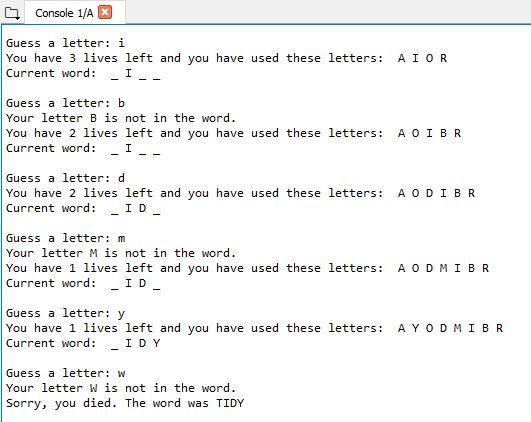 Console 1/A
Guess a letter: i
You have 3 lives left and you have used these letters:  A I O R
Current word:  _ I _ _
Guess a letter: b
Your letter B is not in the word.
You have 2 lives left and you have used these letters:  A O I B R
Current word:  _ I _ _
Guess a letter: d
You have 2 lives left and you have used these letters:  A O D I B R
Current word:  _ I D _
Guess a letter: m
Your letter M is not in the word.
You have 1 lives left and you have used these letters:  A O D M I B R
Current word:  _ I D _
Guess a letter: y
You have 1 lives left and you have used these letters:  A Y O D M I B R
Current word:  _ I D Y
Guess a letter: w
Your letter W is not in the word.
Sorry, you died. The word was TIDY